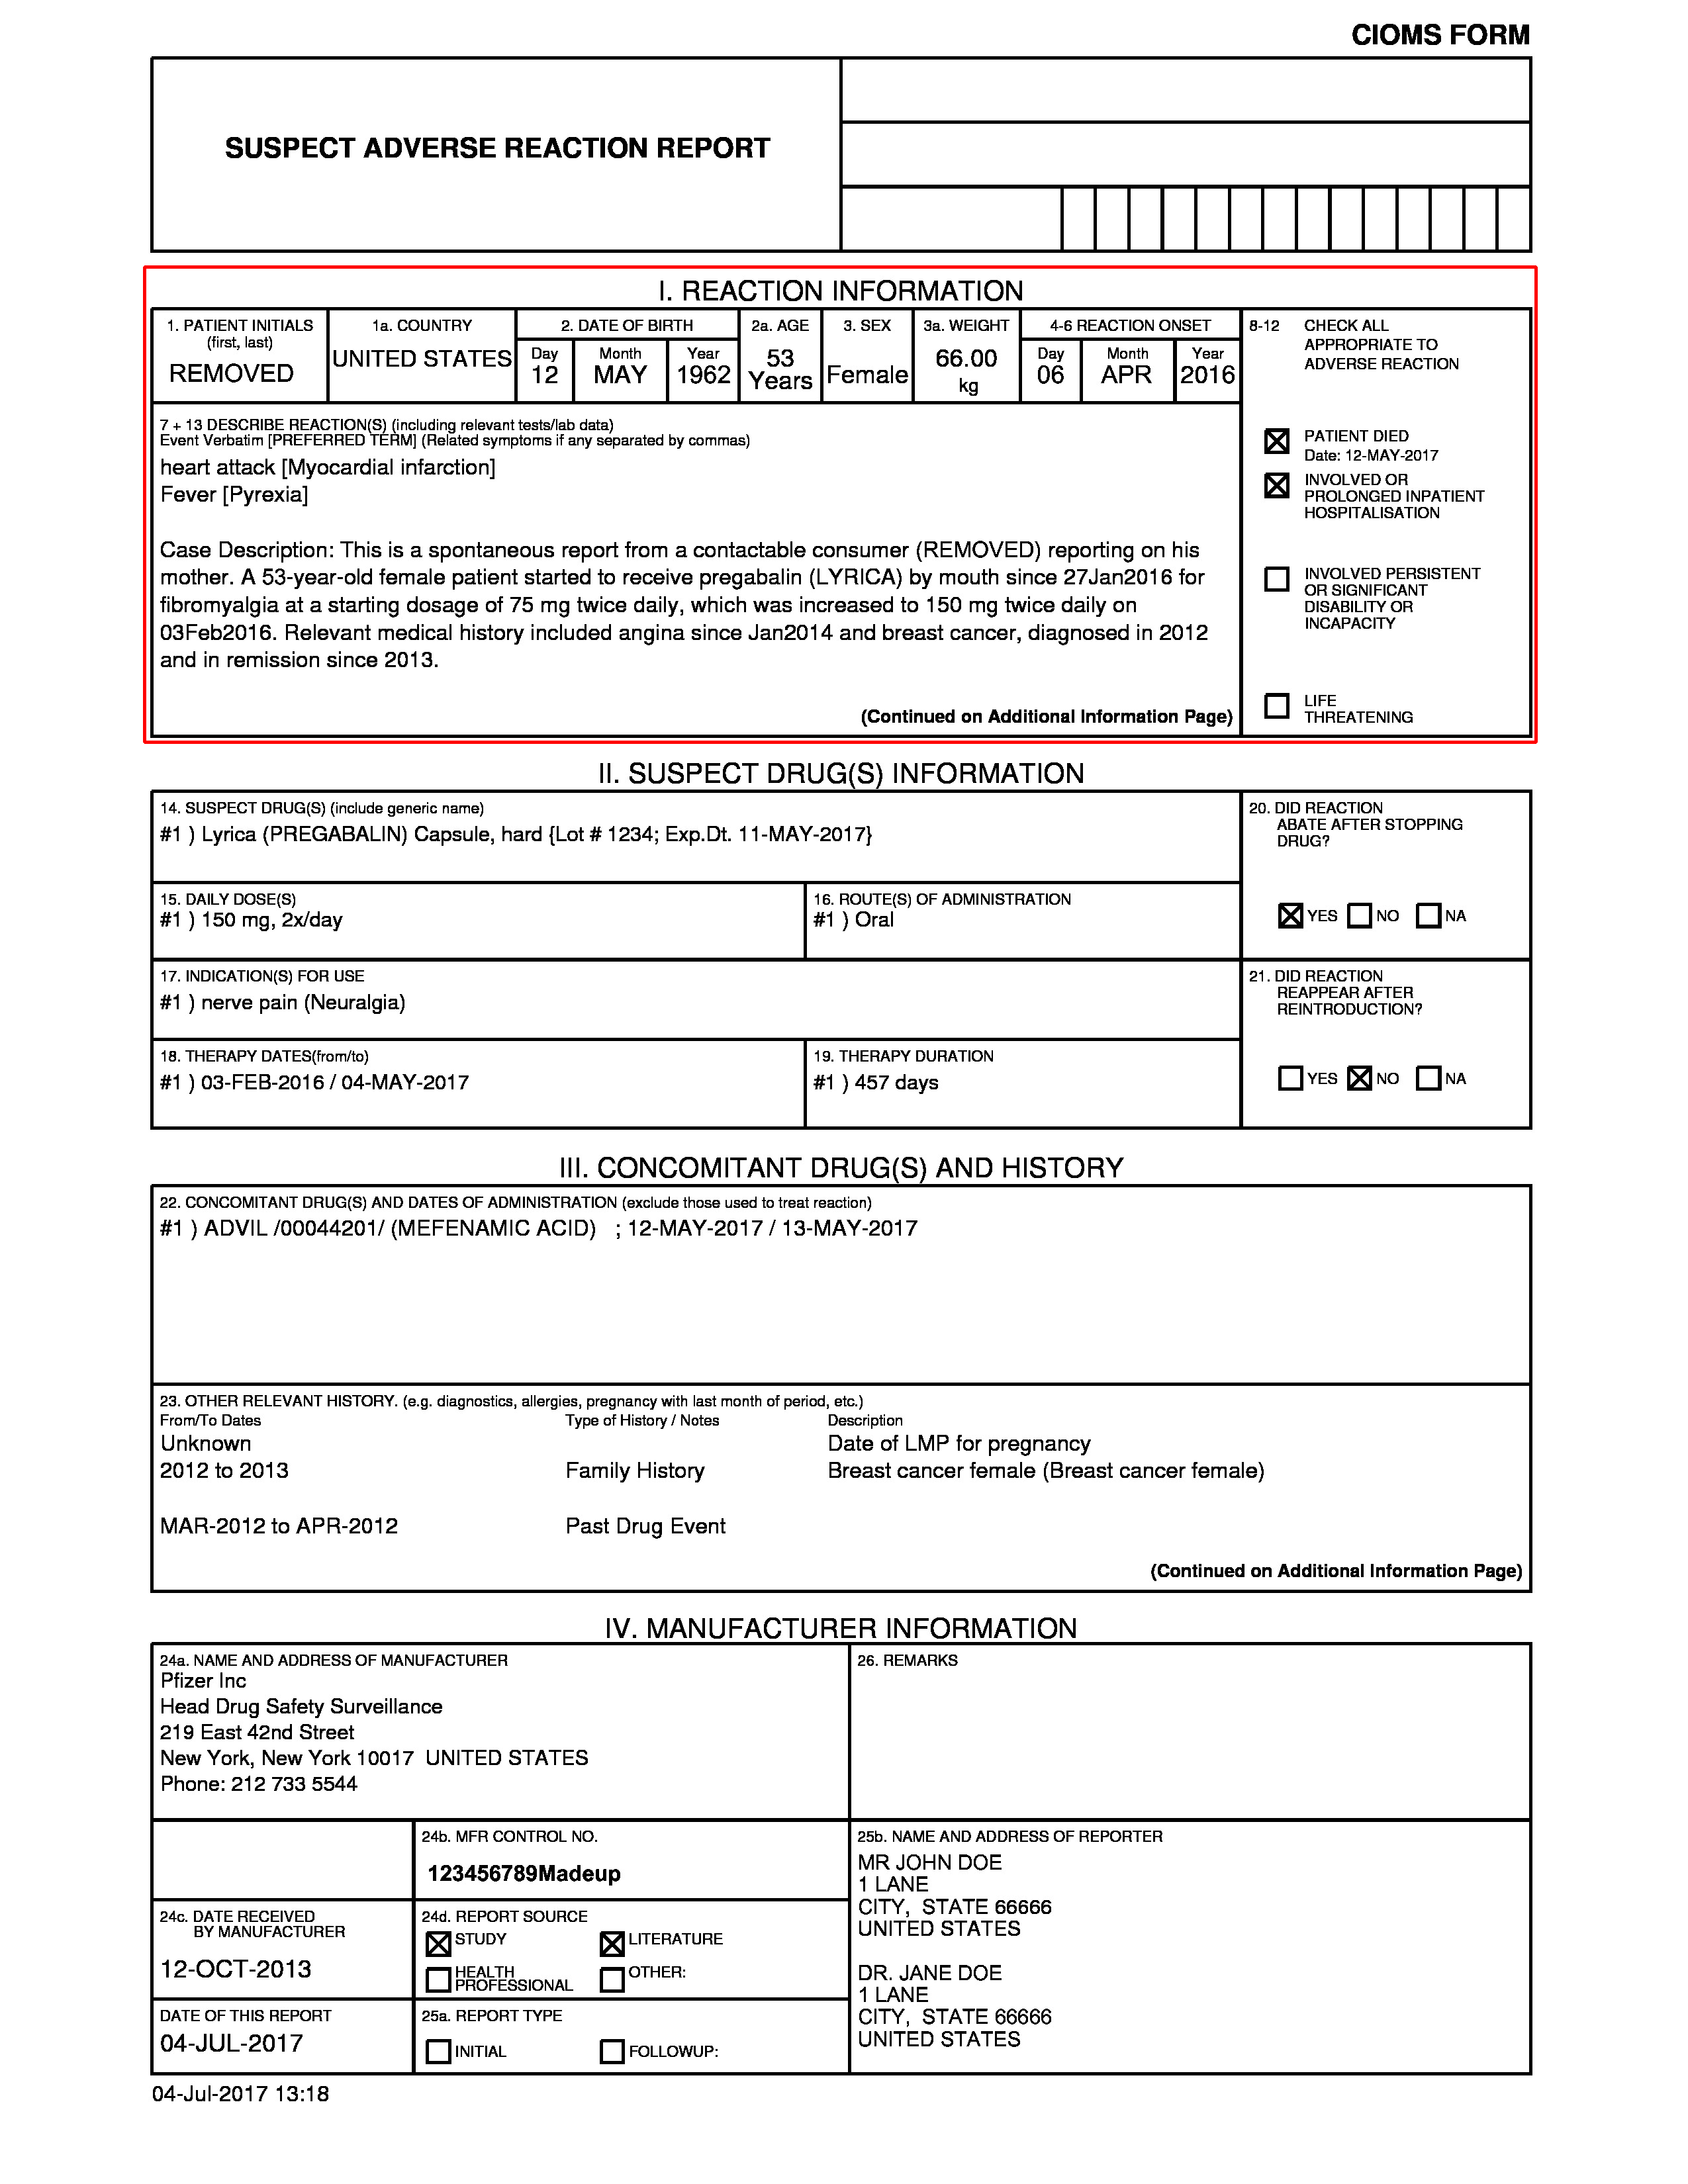 CIOMS FORM
SUSPECT ADVERSE REACTION REPORT
I. REACTION INFORMATION
1. PATIENT INITIALS
(first, last)
REMOVED
1a. COUNTRY
UNITED STATES
2. DATE OF BIRTH
Day
12
Month
MAY
Year
1962
2a. AGE
53
Years
3. SEX
Female
3a. WEIGHT
66.00
kg
4-6 REACTION ONSET
Day
06
Month
APR
Year
2016
8-12 CHECK ALL
APPROPRIATE TO
ADVERSE REACTION
PATIENT DIED
Date: 12-MAY-2017
INVOLVED OR
PROLONGED INPATIENT
HOSPITALISATION
INVOLVED PERSISTENT
OR SIGNIFICANT
DISABILITY OR
INCAPACITY
LIFE
THREATENING
7 + 13 DESCRIBE REACTION(S) (including relevant tests/lab data)
Event Verbatim [PREFERRED TERM] (Related symptoms if any separated by commas)
heart attack [Myocardial infarction]
Fever [Pyrexia]
Case Description: This is a spontaneous report from a contactable consumer (REMOVED) reporting on his
mother. A 53-year-old female patient started to receive pregabalin (LYRICA) by mouth since 27Jan2016 for
fibromyalgia at a starting dosage of 75 mg twice daily, which was increased to 150 mg twice daily on
03Feb2016. Relevant medical history included angina since Jan2014 and breast cancer, diagnosed in 2012
and in remission since 2013.
(Continued on Additional Information Page)
II. SUSPECT DRUG(S) INFORMATION
14. SUSPECT DRUG(S) (include generic name)
#1 ) Lyrica (PREGABALIN) Capsule, hard {Lot # 1234; Exp.Dt. 11-MAY-2017}
20. DID REACTION
ABATE AFTER STOPPING
DRUG?
YES NO NA
15. DAILY DOSE(S)
#1 ) 150 mg, 2x/day
16. ROUTE(S) OF ADMINISTRATION
#1 ) Oral
17. INDICATION(S) FOR USE
#1 ) nerve pain (Neuralgia)
21. DID REACTION
REAPPEAR AFTER
REINTRODUCTION?
YES NO NA
18. THERAPY DATES(from/to)
#1 ) 03-FEB-2016 / 04-MAY-2017
19. THERAPY DURATION
#1 ) 457 days
III. CONCOMITANT DRUG(S) AND HISTORY
22. CONCOMITANT DRUG(S) AND DATES OF ADMINISTRATION (exclude those used to treat reaction)
#1 ) ADVIL /00044201/ (MEFENAMIC ACID) ; 12-MAY-2017 / 13-MAY-2017
23. OTHER RELEVANT HISTORY. (e.g. diagnostics, allergies, pregnancy with last month of period, etc.)
From/To Dates Type of History / Notes Description
Unknown Date of LMP for pregnancy
2012 to 2013 Family History Breast cancer female (Breast cancer female)
MAR-2012 to APR-2012 Past Drug Event
(Continued on Additional Information Page)
IV. MANUFACTURER INFORMATION
24a. NAME AND ADDRESS OF MANUFACTURER
Pfizer Inc
Head Drug Safety Surveillance
219 East 42nd Street
New York, New York 10017 UNITED STATES
Phone: 212 733 5544
26. REMARKS
24b. MFR CONTROL NO.
123456789Madeup
25b. NAME AND ADDRESS OF REPORTER
MR JOHN DOE
1 LANE
CITY, STATE 66666
UNITED STATES
DR. JANE DOE
1 LANE
CITY, STATE 66666
UNITED STATES
24c. DATE RECEIVED
BY MANUFACTURER
12-OCT-2013
24d. REPORT SOURCE
STUDY LITERATURE
HEALTH
PROFESSIONAL
OTHER:
DATE OF THIS REPORT
04-JUL-2017
25a. REPORT TYPE
INITIAL FOLLOWUP:
04-Jul-2017 13:18